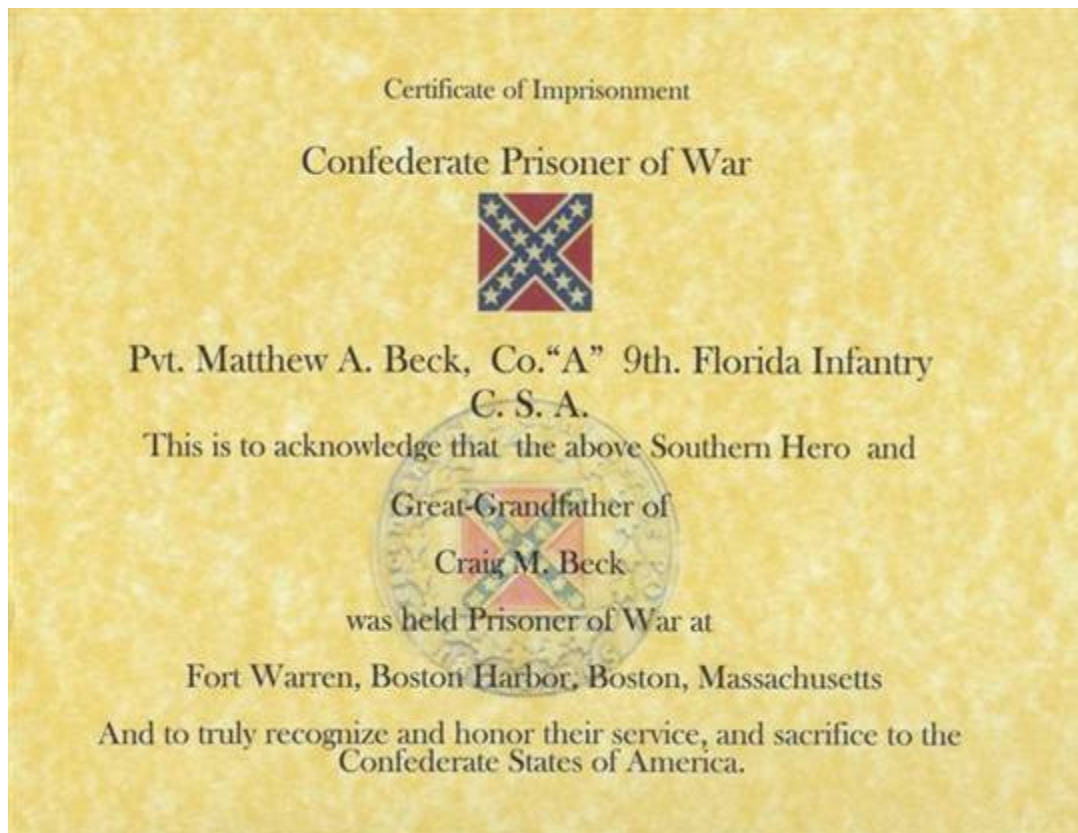 Certificate of Imprisonment
Confederate Prisoner of War
Pvt. Matthew A. Beck, Co."A" 9th. Florida Infantry
C. S. A.
This is to acknowledge that the above Southern Hero and
Great-Grandfather of
Craig M. Beck
was held Prisoner of War at
Fort Warren, Boston Harbor, Boston, Massachusetts
And to truly recognize and honor their service, and sacrifice to the
Confederate States of America.